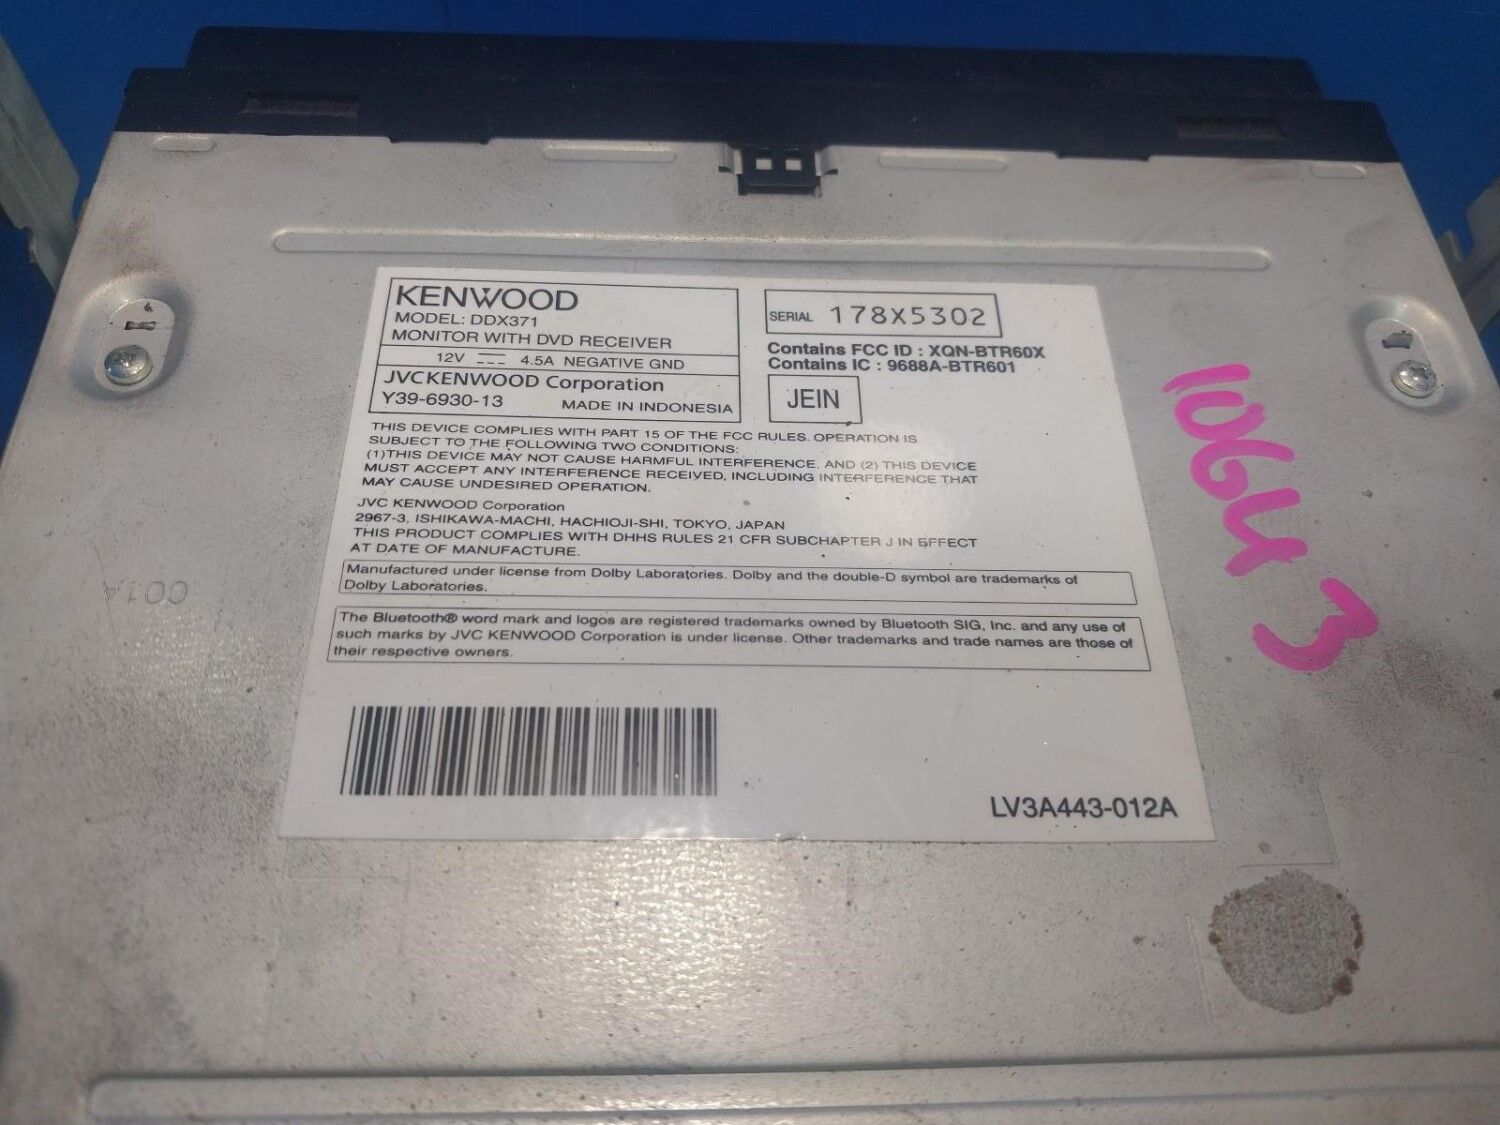 KENWOOD
MODEL: DDX371
MONITOR WITH DVD RECEIVER
12V 4.5A NEGATIVE GND
JVCKENWOOD Corporation
Y39-6930-13 MADE IN INDONESIA
SERIAL 178X5302
Contains FCC ID : XQN-BTR60X
Contains IC : 9688A-BTR601
JEIN
THIS DEVICE COMPLIES WITH PART 15 OF THE FCC RULES. OPERATION IS
SUBJECT TO THE FOLLOWING TWO CONDITIONS:
(1)THIS DEVICE MAY NOT CAUSE HARMFUL INTERFERENCE, AND (2) THIS DEVICE
MUST ACCEPT ANY INTERFERENCE RECEIVED, INCLUDING INTERFERENCE THAT
MAY CAUSE UNDESIRED OPERATION.
JVC KENWOOD Corporation
2967-3, ISHIKAWA-MACHI, HACHIOJI-SHI, TOKYO, JAPAN
THIS PRODUCT COMPLIES WITH DHHS RULES 21 CFR SUBCHAPTER J IN EFFECT
AT DATE OF MANUFACTURE.
Manufactured under license from Dolby Laboratories. Dolby and the double-D symbol are trademarks of
Dolby Laboratories.
The Bluetooth® word mark and logos are registered trademarks owned by Bluetooth SIG, Inc. and any use of
such marks by JVC KENWOOD Corporation is under license. Other trademarks and trade names are those of
their respective owners.
LV3A443-012A
001A
4